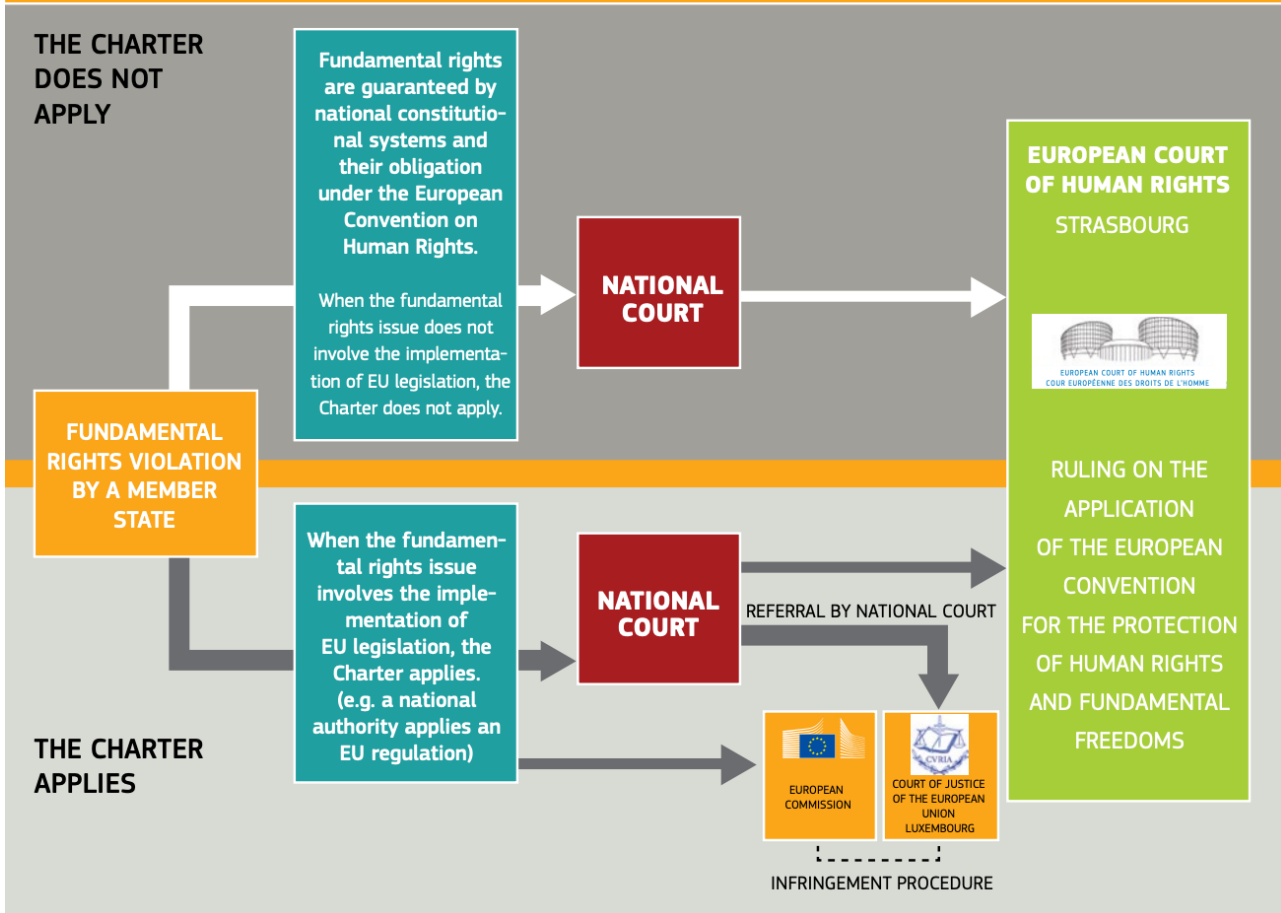 THE CHARTER
DOES NOT
APPLY
Fundamental rights
are guaranteed by
national constitutio-
nal systems and
their obligation
under the European
Convention on
Human Rights.
When the fundamental
rights issue does not
involve the implementa-
tion of EU legislation, the
Charter does not apply.
NATIONAL
COURT
EUROPEAN COURT
OF HUMAN RIGHTS
STRASBOURG
EUROPEAN COURT OF HUMAN RIGHTS
COUR EUROPÉENNE DES DROITS DE L'HOMME
RULING ON THE
APPLICATION
OF THE EUROPEAN
CONVENTION
FOR THE PROTECTION
OF HUMAN RIGHTS
AND FUNDAMENTAL
FREEDOMS
FUNDAMENTAL
RIGHTS VIOLATION
BY A MEMBER
STATE
When the fundamen-
tal rights issue
involves the imple-
mentation of
EU legislation, the
Charter applies.
(e.g. a national
authority applies an
EU regulation)
NATIONAL
COURT
REFERRAL BY NATIONAL COURT
THE CHARTER
APPLIES
EUROPEAN
COMMISSION
CVRIA
COURT OF JUSTICE
OF THE EUROPEAN
UNION
LUXEMBOURG
INFRINGEMENT PROCEDURE